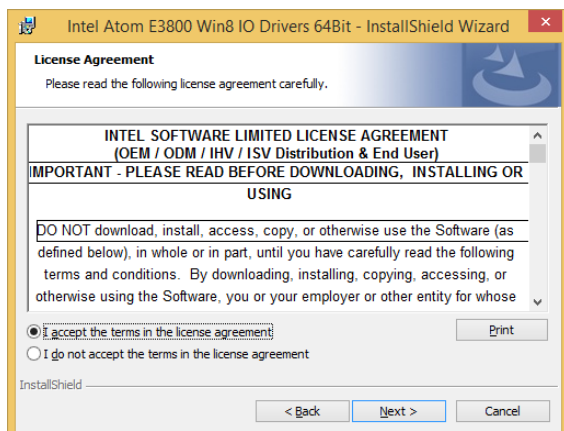 Intel Atom E3800 Win8 IO Drivers 64Bit - InstallShield Wizard
License Agreement
Please read the following license agreement carefully.
INTEL SOFTWARE LIMITED LICENSE AGREEMENT
(OEM / ODM / IHV / ISV Distribution & End User)
IMPORTANT - PLEASE READ BEFORE DOWNLOADING, INSTALLING OR
USING
DO NOT download, install, access, copy, or otherwise use the Software (as
defined below), in whole or in part, until you have carefully read the following
terms and conditions. By downloading, installing, copying, accessing, or
otherwise using the Software, you or your employer or other entity for whose
I accept the terms in the license agreement
Print
I do not accept the terms in the license agreement
InstallShield
< Back
Next >
Cancel